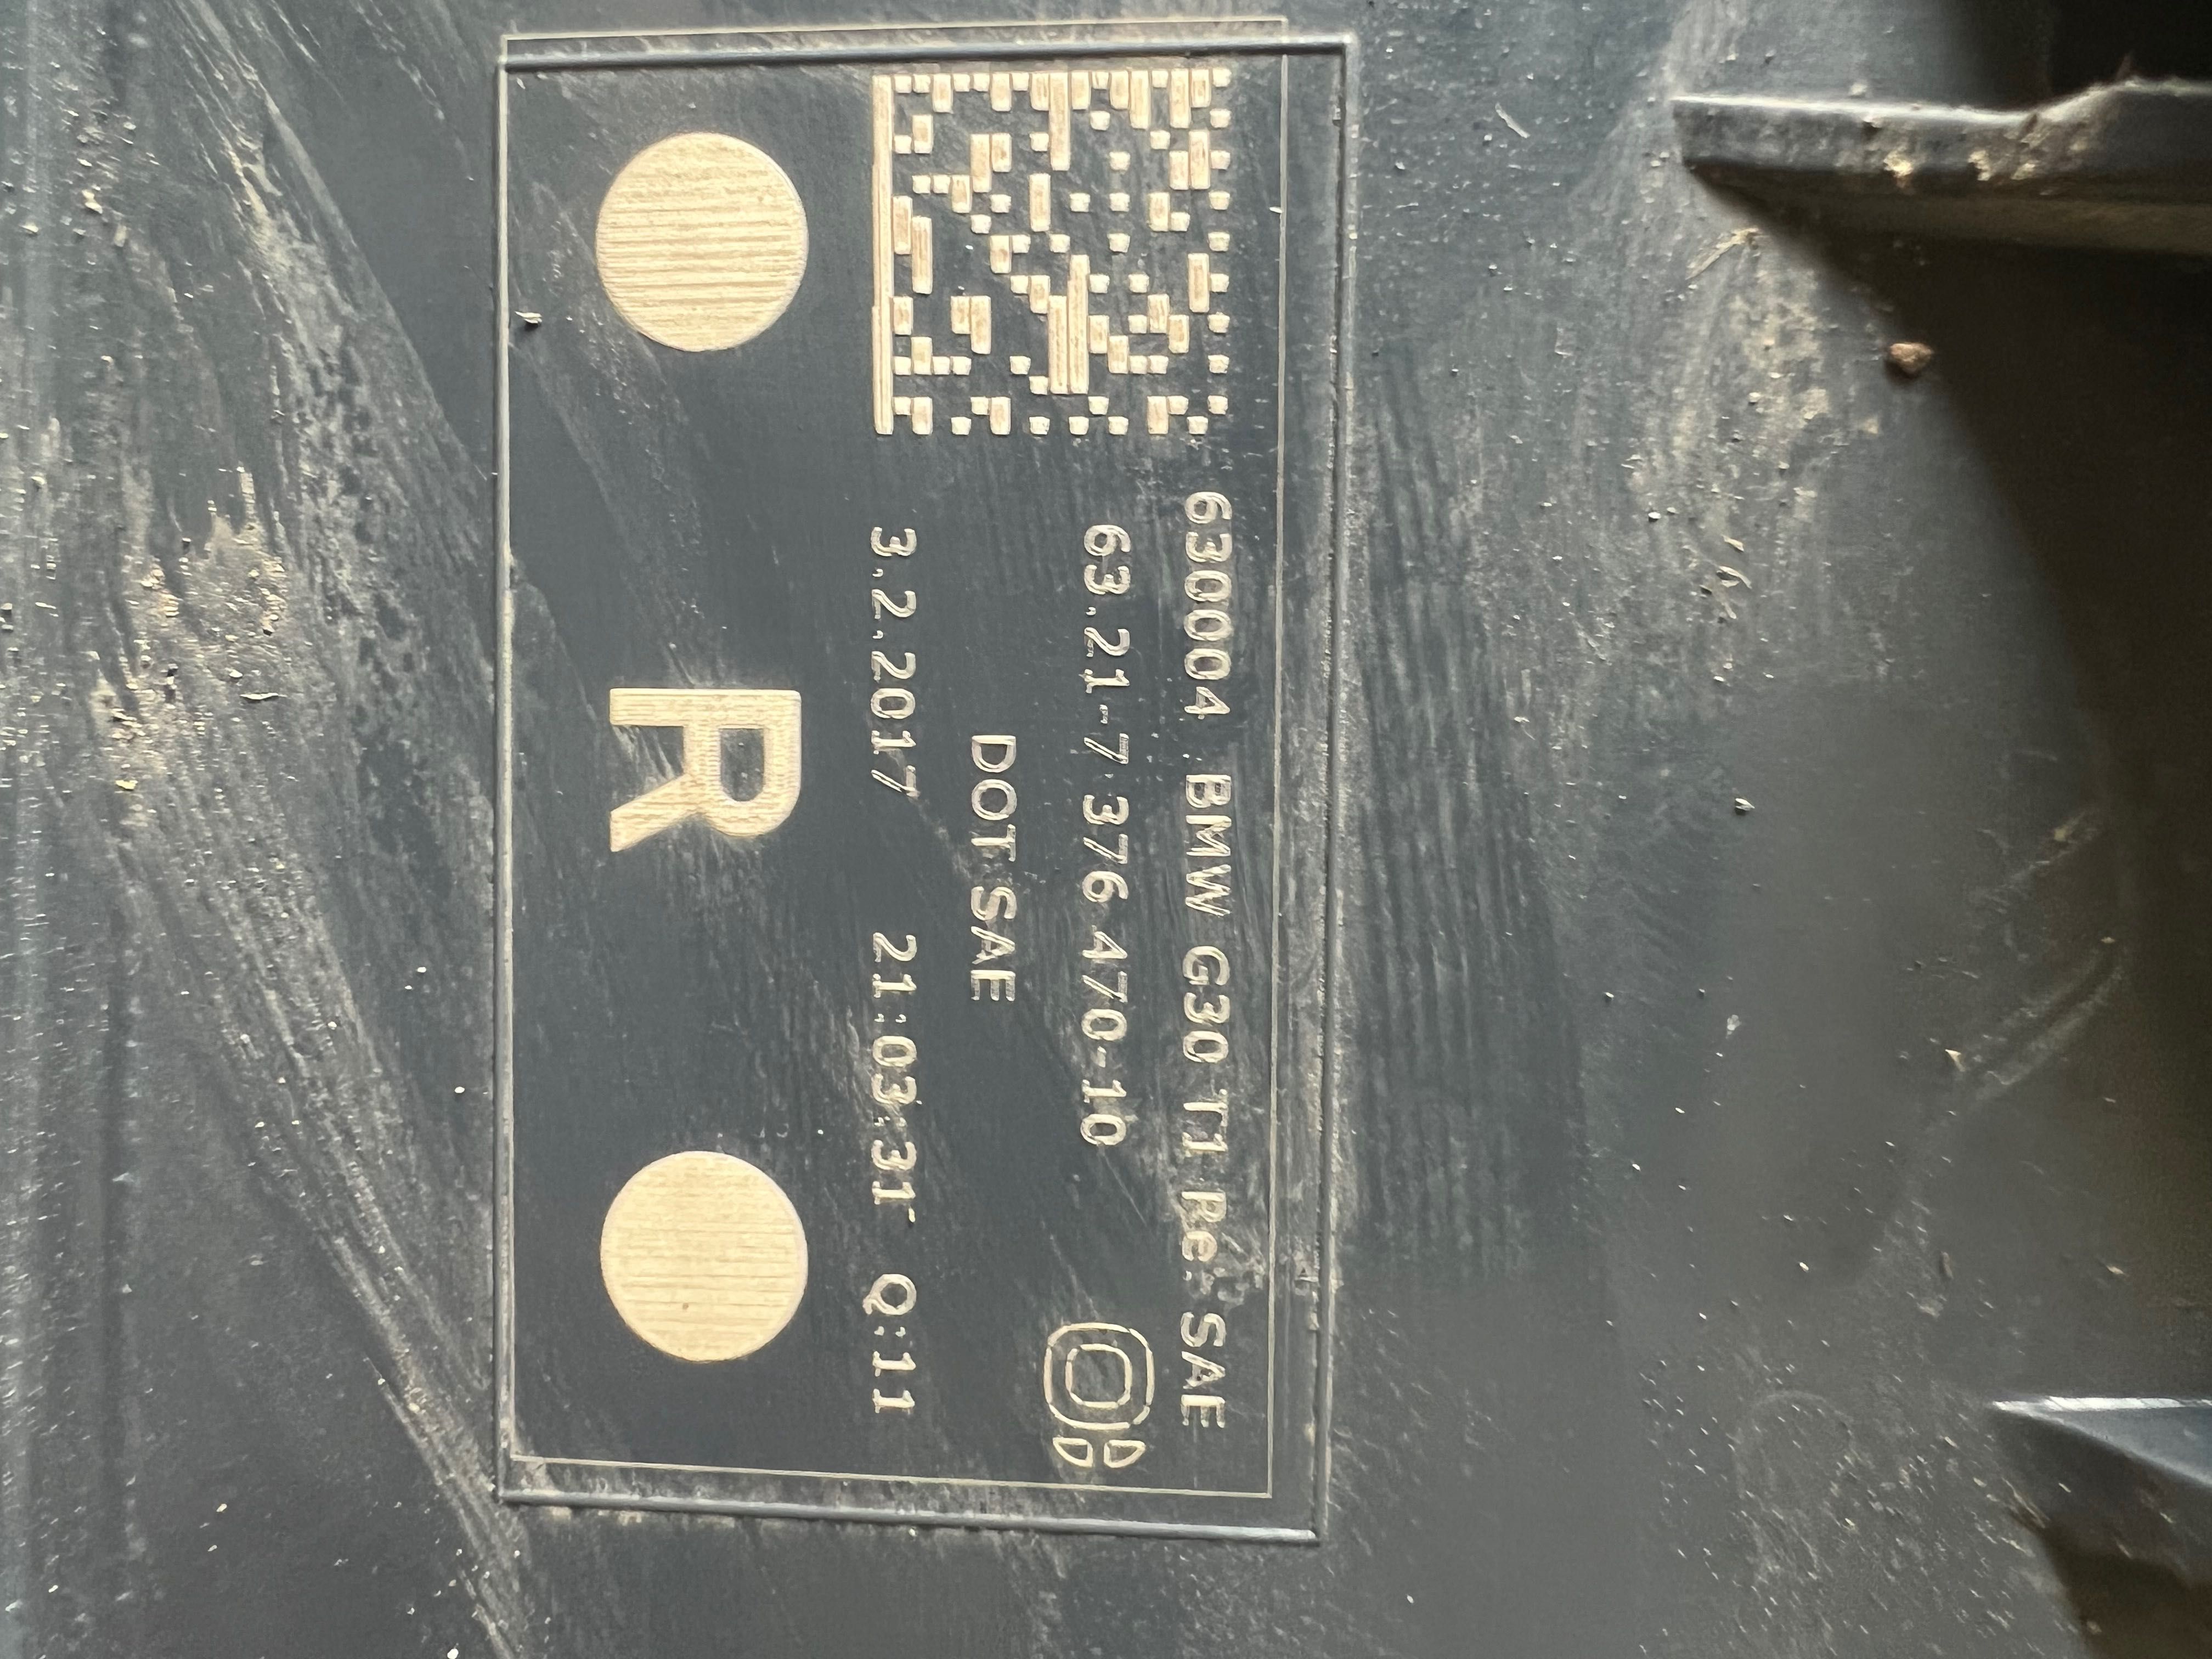 6300004 BMW G30 T1 Re. SAE
63.21-7 376 470-10
DOT SAE
3.2.2017 21:03:31 Q:11
R